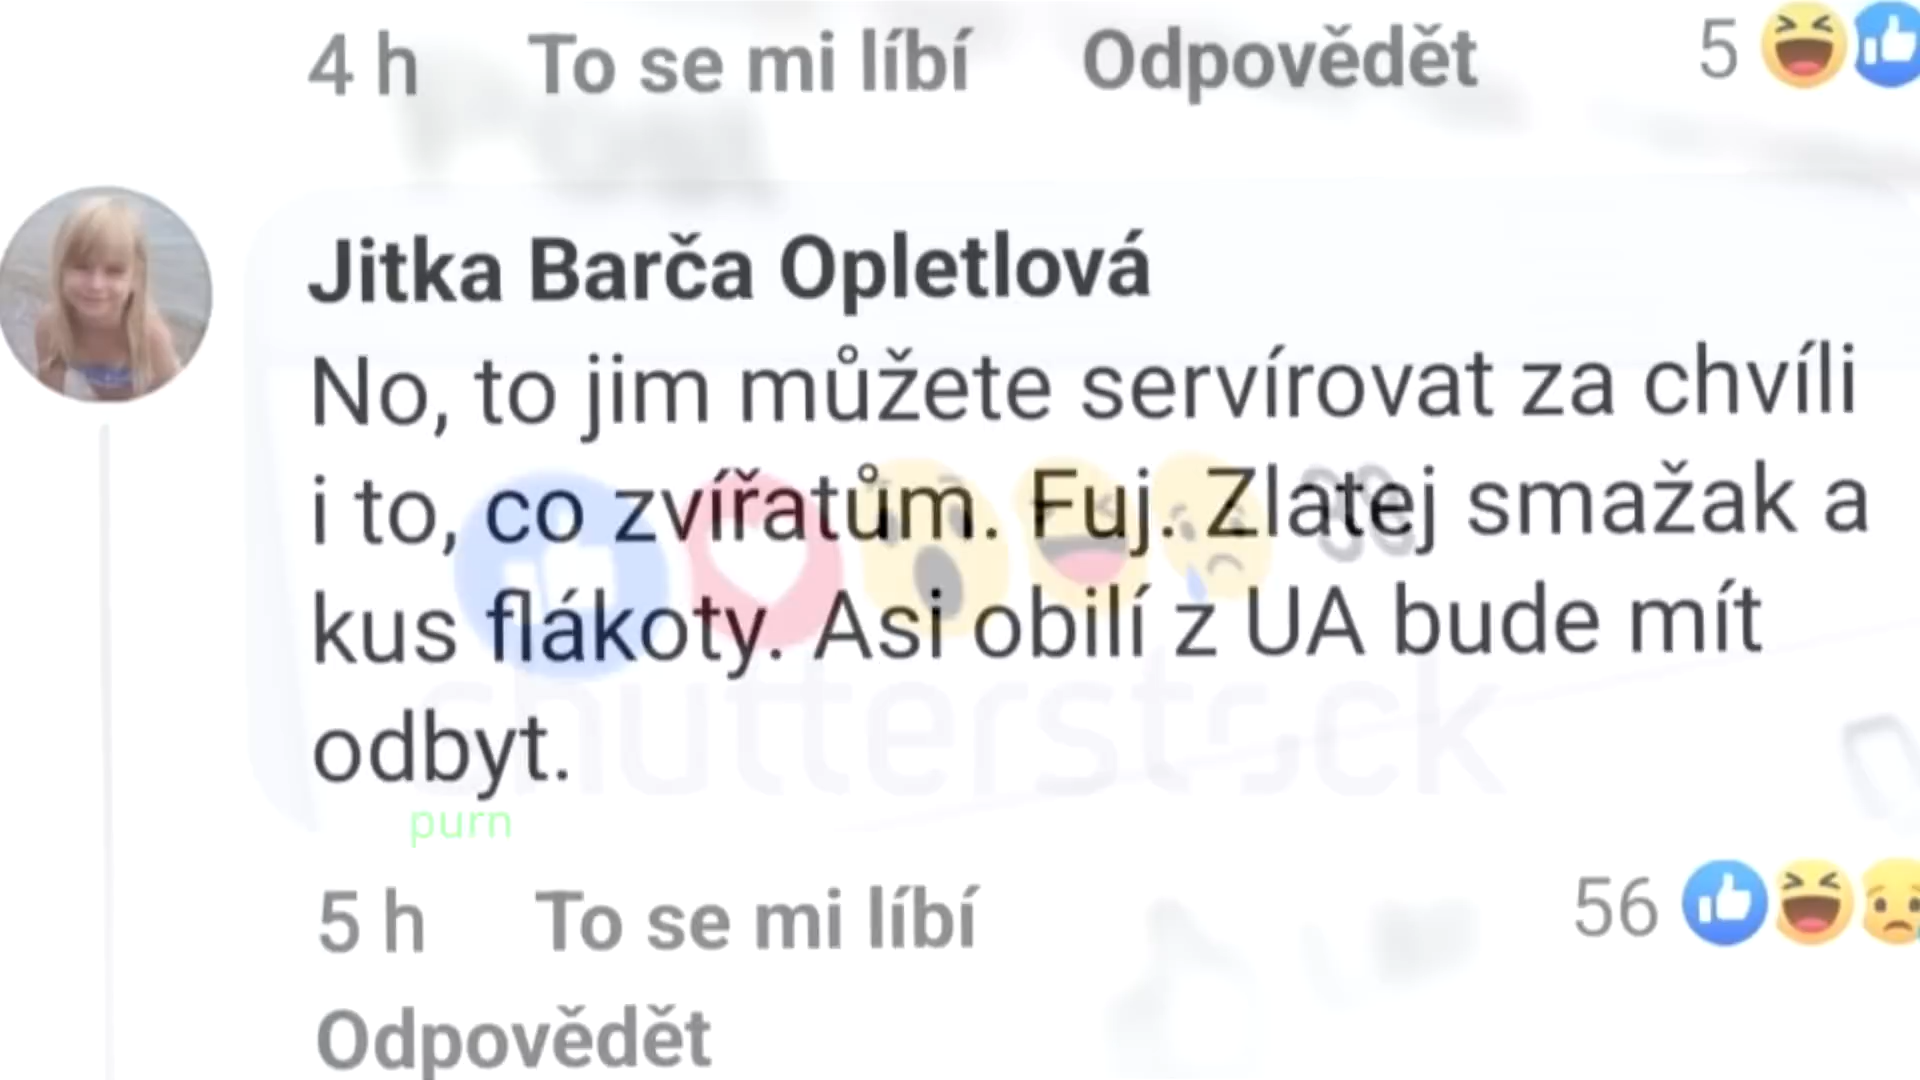 4 h To se mi líbí Odpovědět 5
Jitka Barča Opletlová
No, to jim můžete servírovat za chvíli
i to, co zvířatům. Fuj. Zlatej smažak a
kus flákoty. Asi obilí z UA bude mít
odbyt.
shutterstock
purn
5 h To se mi líbí 56
Odpovědět